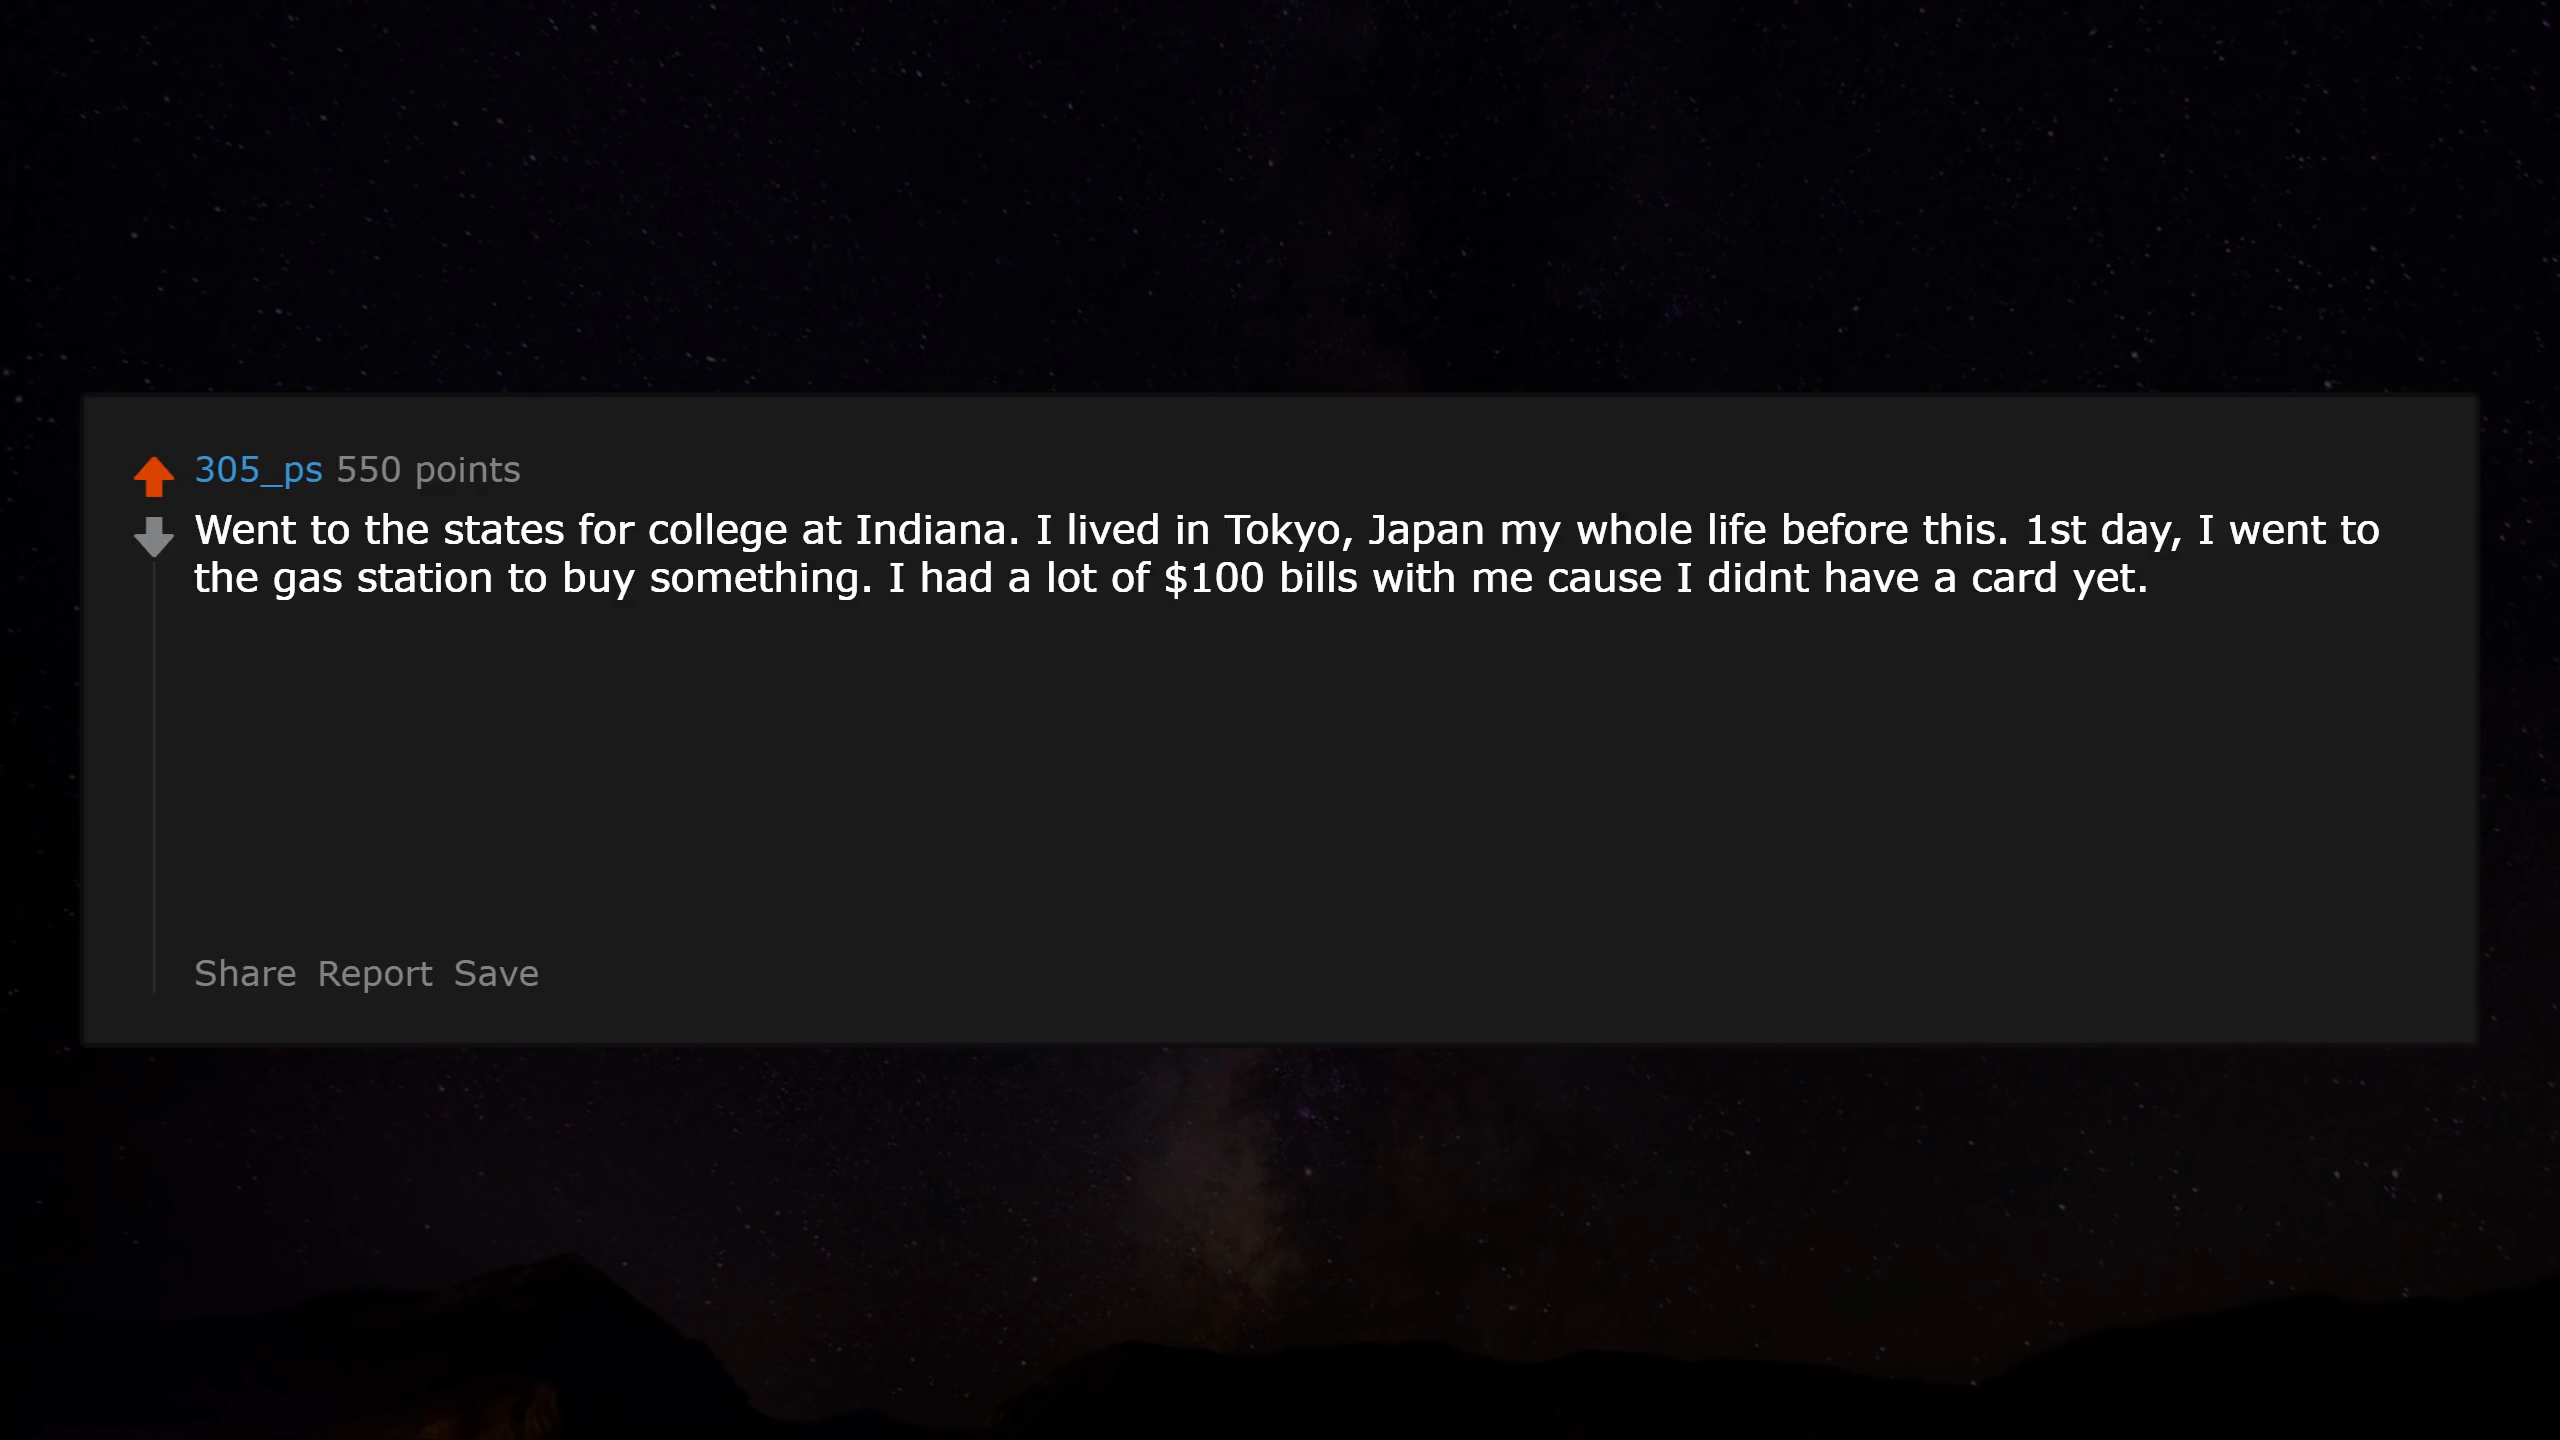 305_ps 550 points
Went to the states for college at Indiana. I lived in Tokyo, Japan my whole life before this. 1st day, I went to
the gas station to buy something. I had a lot of $100 bills with me cause I didnt have a card yet.
Share Report Save